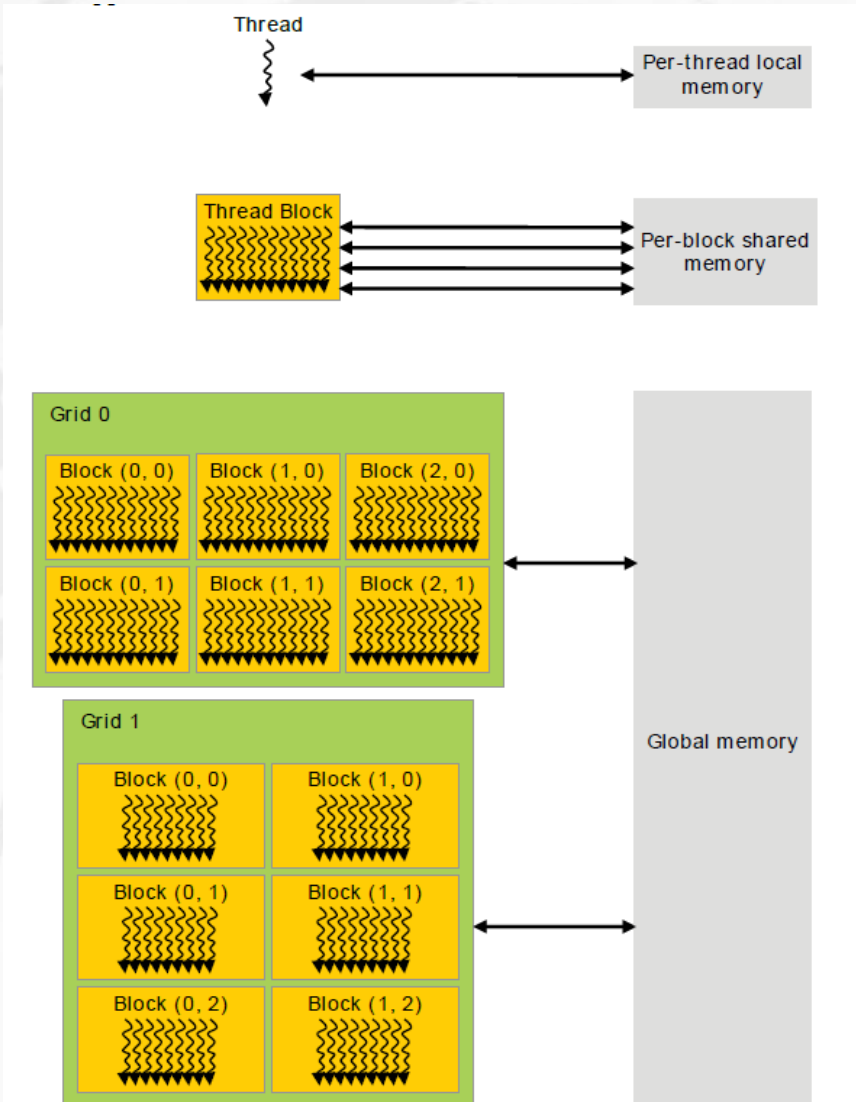 Thread
Per-thread local
memory
Thread Block
Per-block shared
memory
Grid 0
Block (0, 0)
Block (1, 0)
Block (2, 0)
Block (0, 1)
Block (1, 1)
Block (2, 1)
Grid 1
Global memory
Block (0, 0)
Block (1, 0)
Block (0, 1)
Block (1, 1)
Block (0, 2)
Block (1, 2)